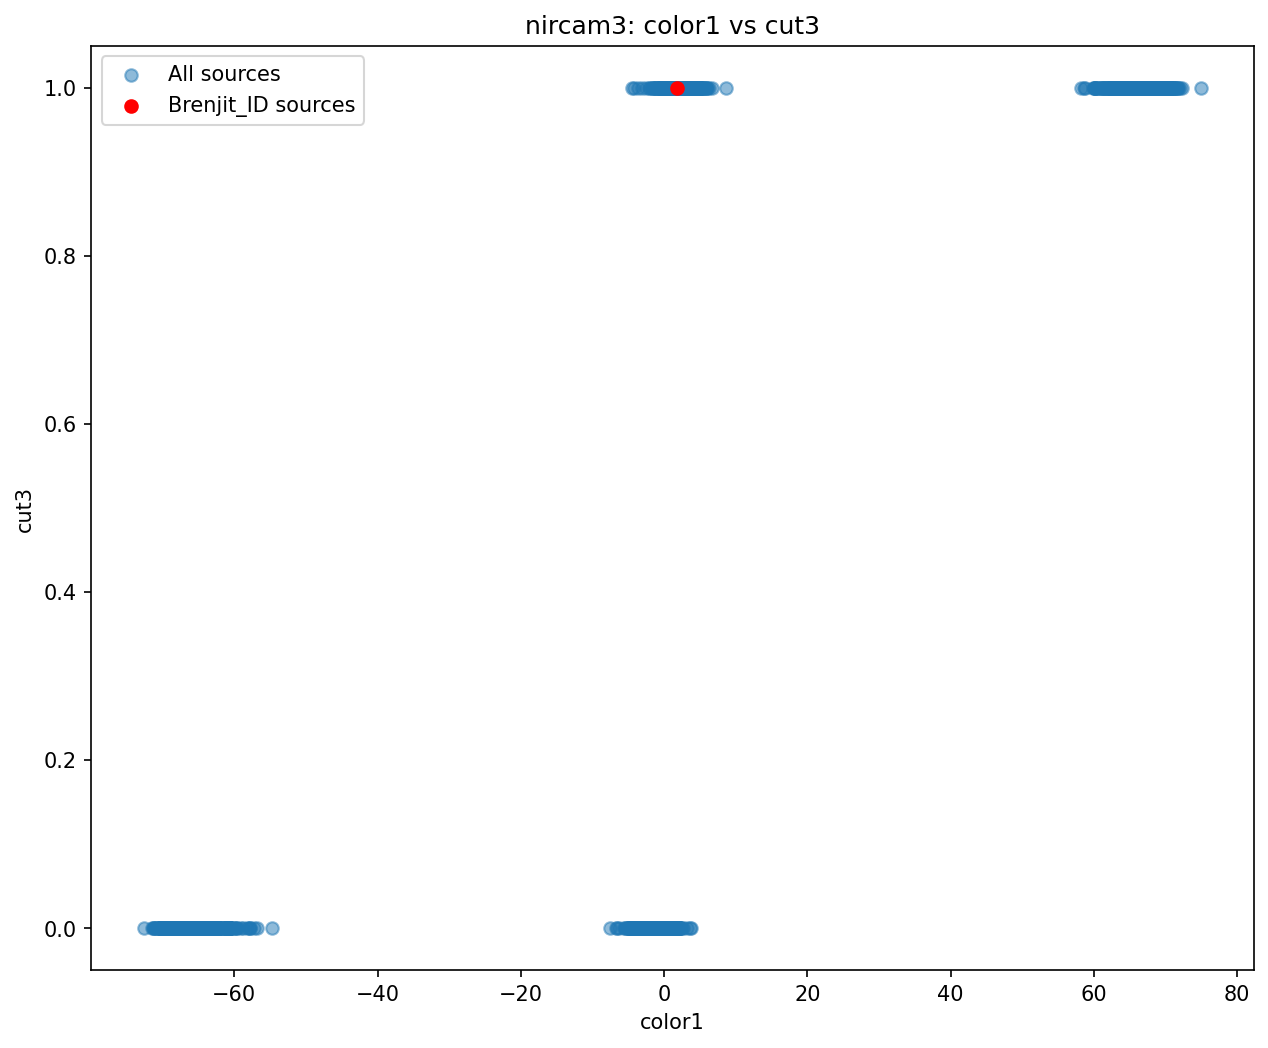 nircam3: color1 vs cut3
All sources
Brenjit_ID sources
1.0
0.8
0.6
0.4
0.2
0.0
cut3
−60 −40 −20 0 20 40 60 80
color1